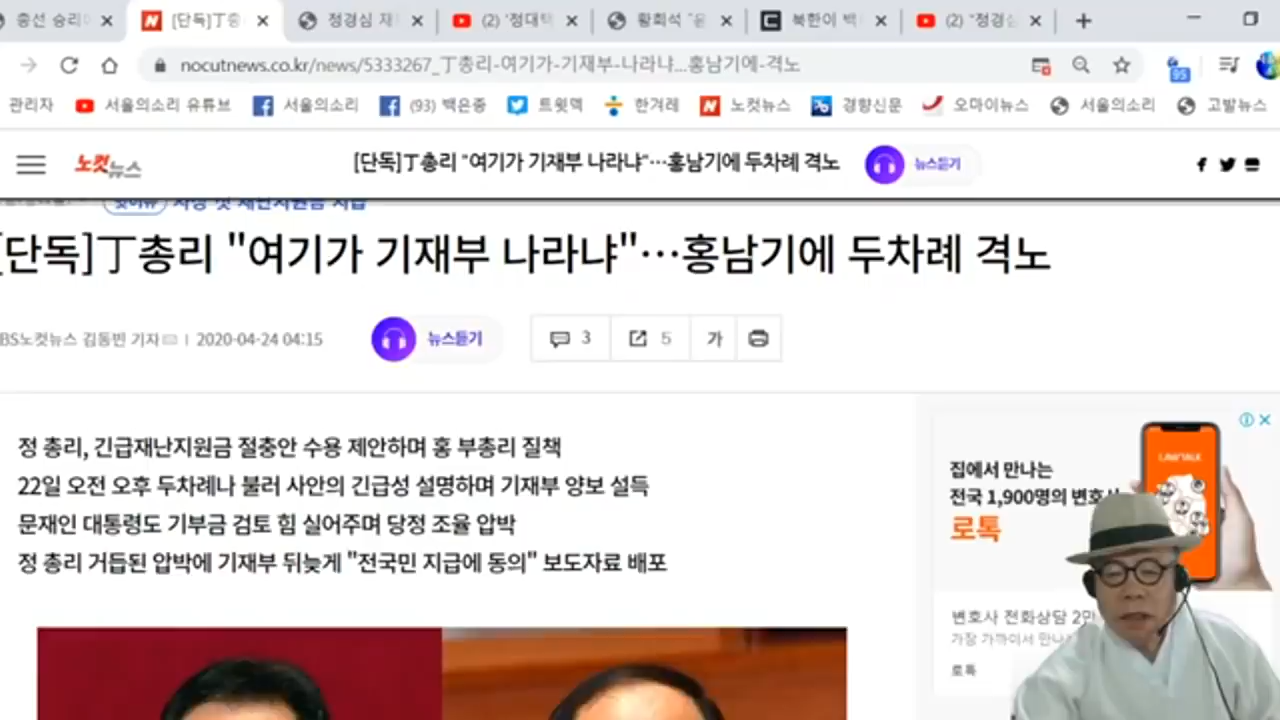 총선 승리
[단독]丁총
정경심 재
(2) '정대택
황희석 "윤
북한이 백
(2) "정경심
nocutnews.co.kr/news/5333267_丁총리-여기가-기재부-나라냐...홍남기에-격노
95
관리자 서울의소리 유튜브 서울의소리 (93) 백은종 트윗덱 한겨레 노컷뉴스 경향신문 오마이뉴스 서울의소리 고발뉴스
노컷뉴스 [단독]丁총리 "여기가 기재부 나라냐"…홍남기에 두차례 격노 뉴스듣기
[단독]丁총리 "여기가 기재부 나라냐"…홍남기에 두차례 격노
BS노컷뉴스 김동빈 기자 | 2020-04-24 04:15 뉴스듣기 3 5 가
정 총리, 긴급재난지원금 절충안 수용 제안하며 홍 부총리 질책
22일 오전 오후 두차례나 불러 사안의 긴급성 설명하며 기재부 양보 설득
문재인 대통령도 기부금 검토 힘 실어주며 당정 조율 압박
정 총리 거듭된 압박에 기재부 뒤늦게 "전국민 지급에 동의" 보도자료 배포
LAWTALK
집에서 만나는
전국 1,900명의 변호사
로톡
변호사 전화상담 2만
가장 가까이서 만나
로톡